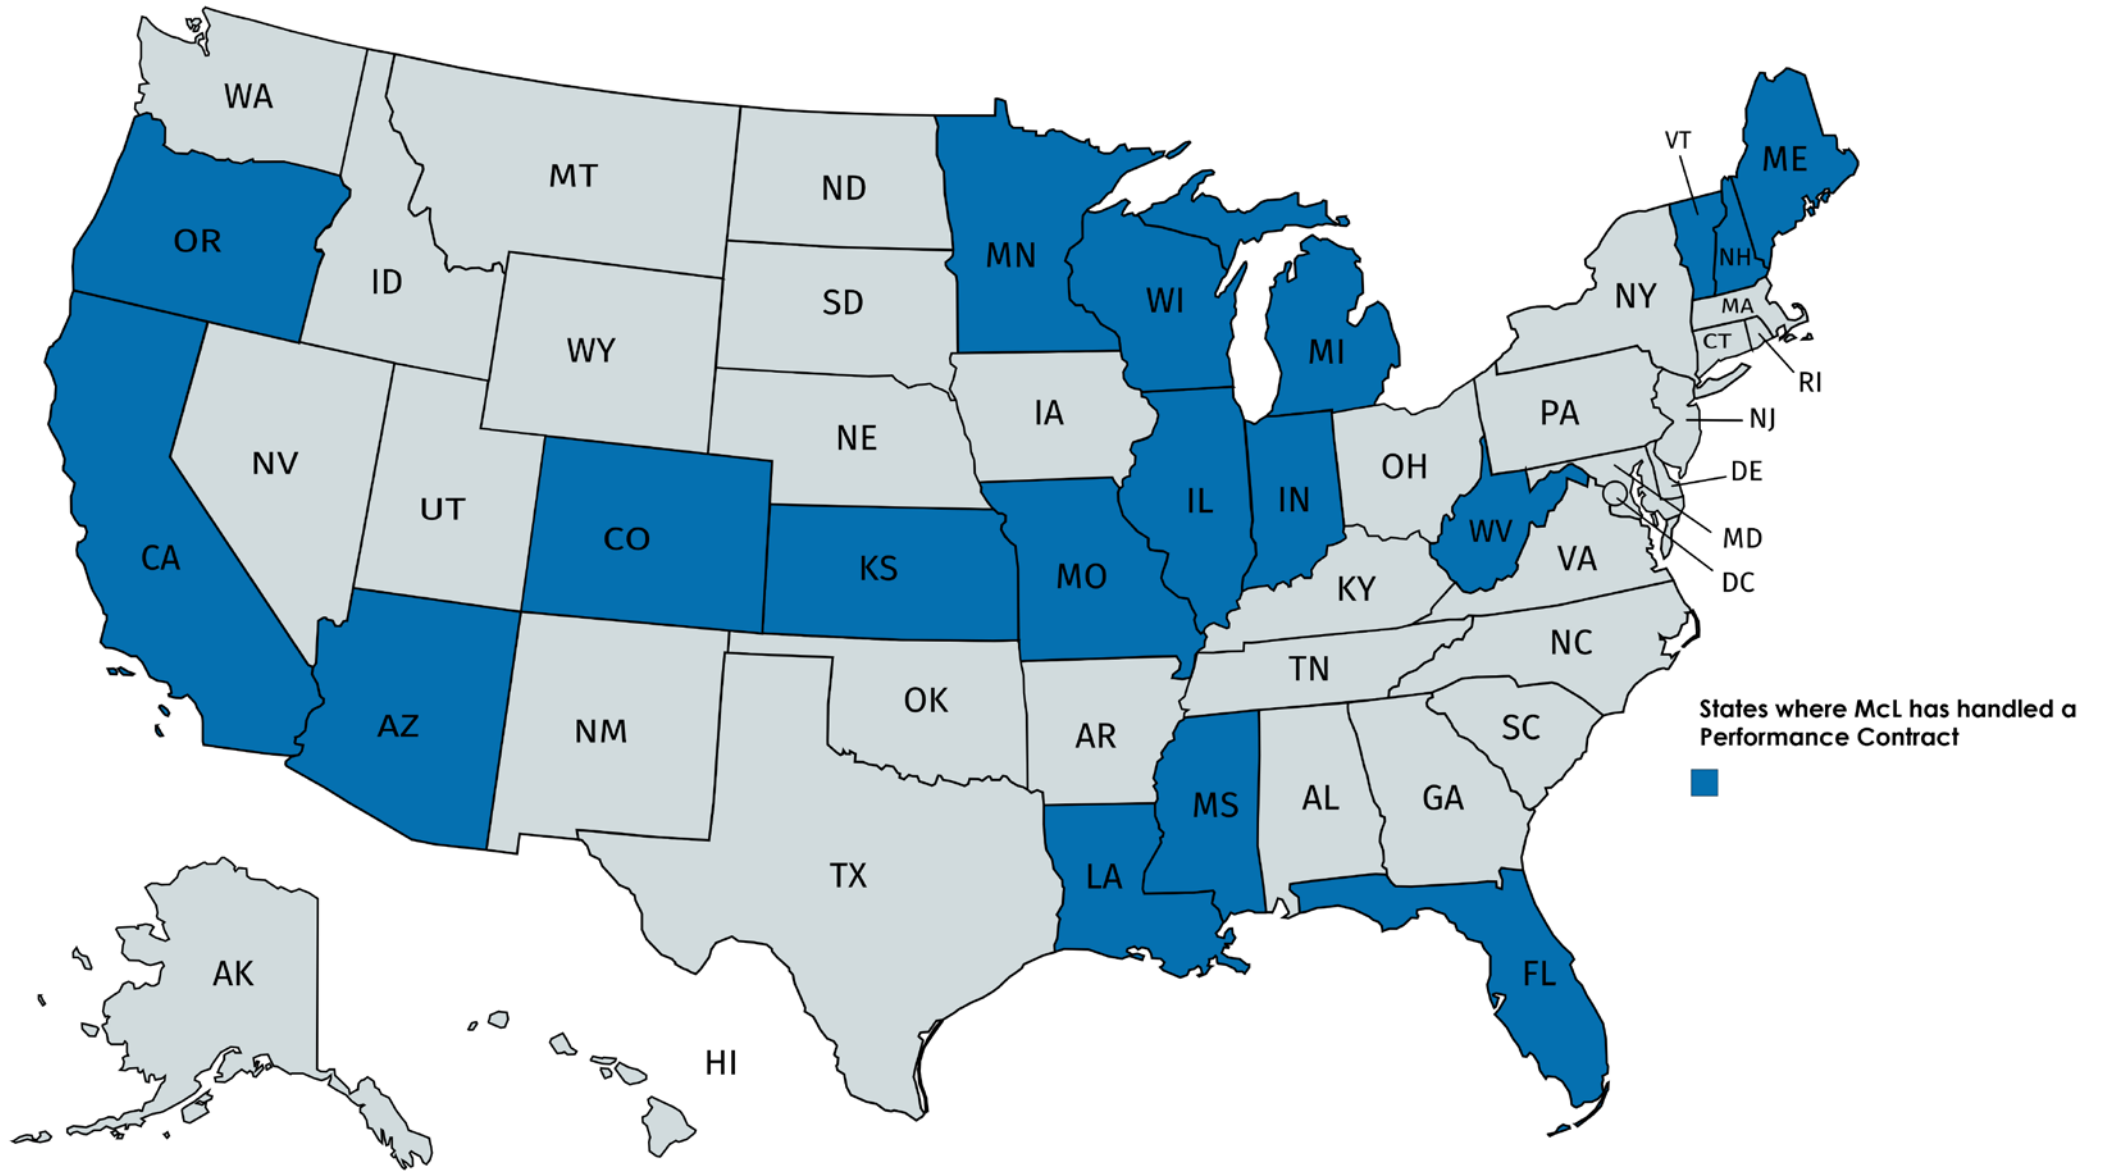 WA
MT
ND
MN
VT
ME
OR
ID
SD
WI
NH
NY
MA
WY
MI
CT
RI
IA
PA
NJ
NE
NV
OH
DE
UT
IL
IN
CO
WV
MD
CA
KS
MO
VA
DC
KY
NC
TN
OK
AZ
NM
AR
SC
States where McL has handled a
Performance Contract
MS
AL
GA
TX
LA
AK
FL
HI